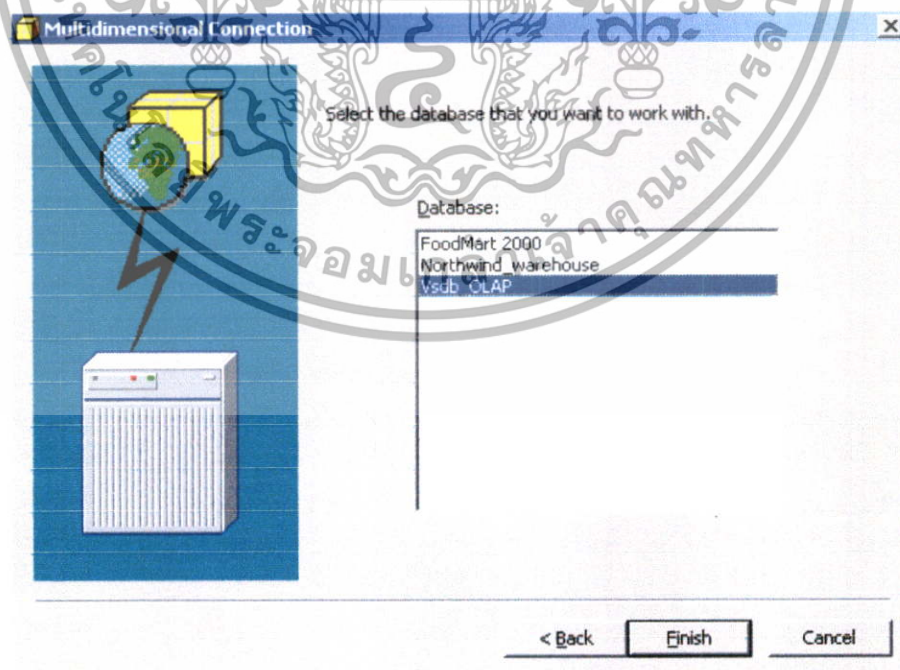 Multidimensional Connection
Select the database that you want to work with.
Database:
FoodMart 2000
Northwind_warehouse
Vsdb_OLAP
< Back
Finish
Cancel